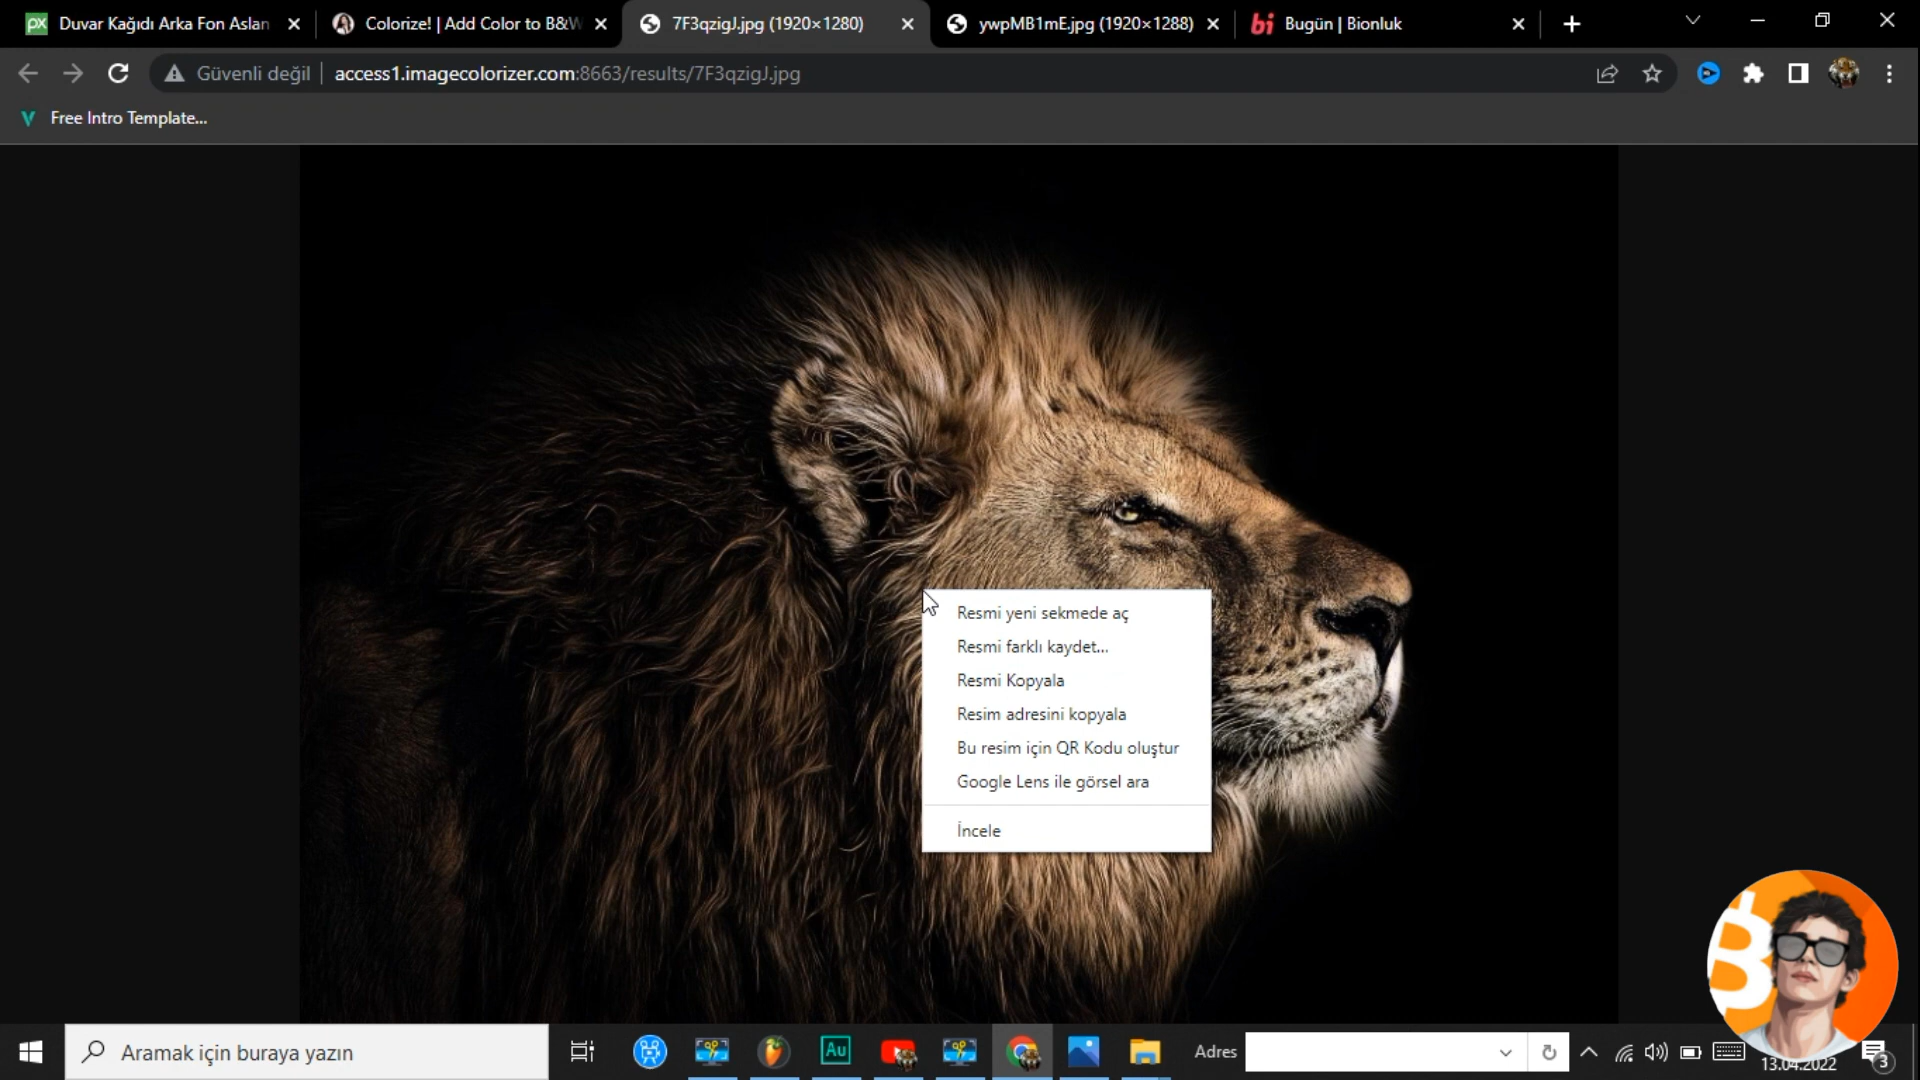 Duvar Kağıdı Arka Fon Aslan
Colorize! | Add Color to B&W
7F3qzigJ.jpg (1920×1280)
ywpMB1mE.jpg (1920×1288)
bi Bugün | Bionluk
Güvenli değil
access1.imagecolorizer.com:8663/results/7F3qzigJ.jpg
Free Intro Template...
Resmi yeni sekmede aç
Resmi farklı kaydet...
Resmi Kopyala
Resim adresini kopyala
Bu resim için QR Kodu oluştur
Google Lens ile görsel ara
İncele
Aramak için buraya yazın
Au
Adres
13.04.2022
3